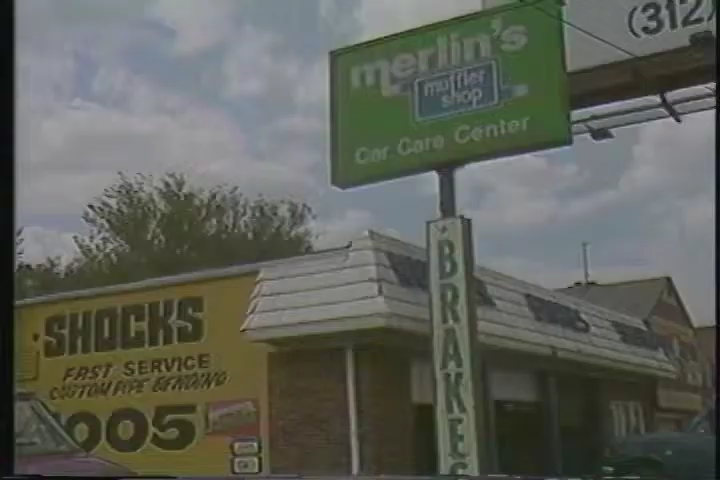 (312)
merlin's
muffler
shop
Car Care Center
BRAKES
SHOCKS
FAST SERVICE
CUSTOM PIPE BENDING
005